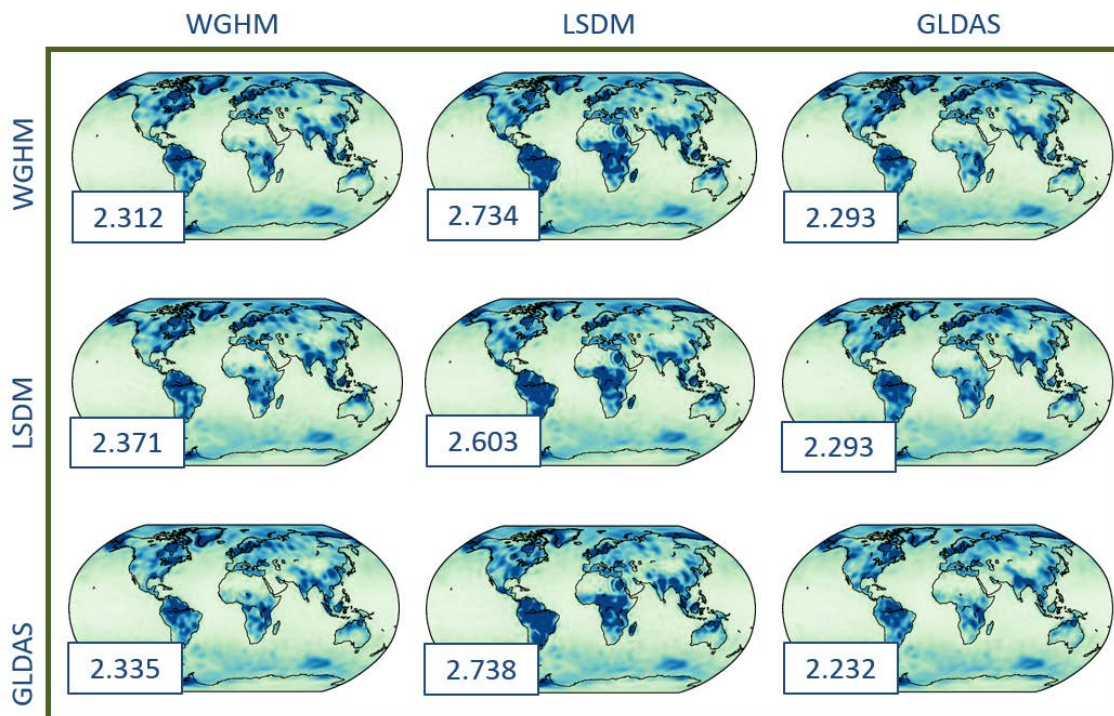 WGHM LSDM GLDAS
WGHM
2.312 2.734 2.293
LSDM
2.371 2.603 2.293
GLDAS
2.335 2.738 2.232